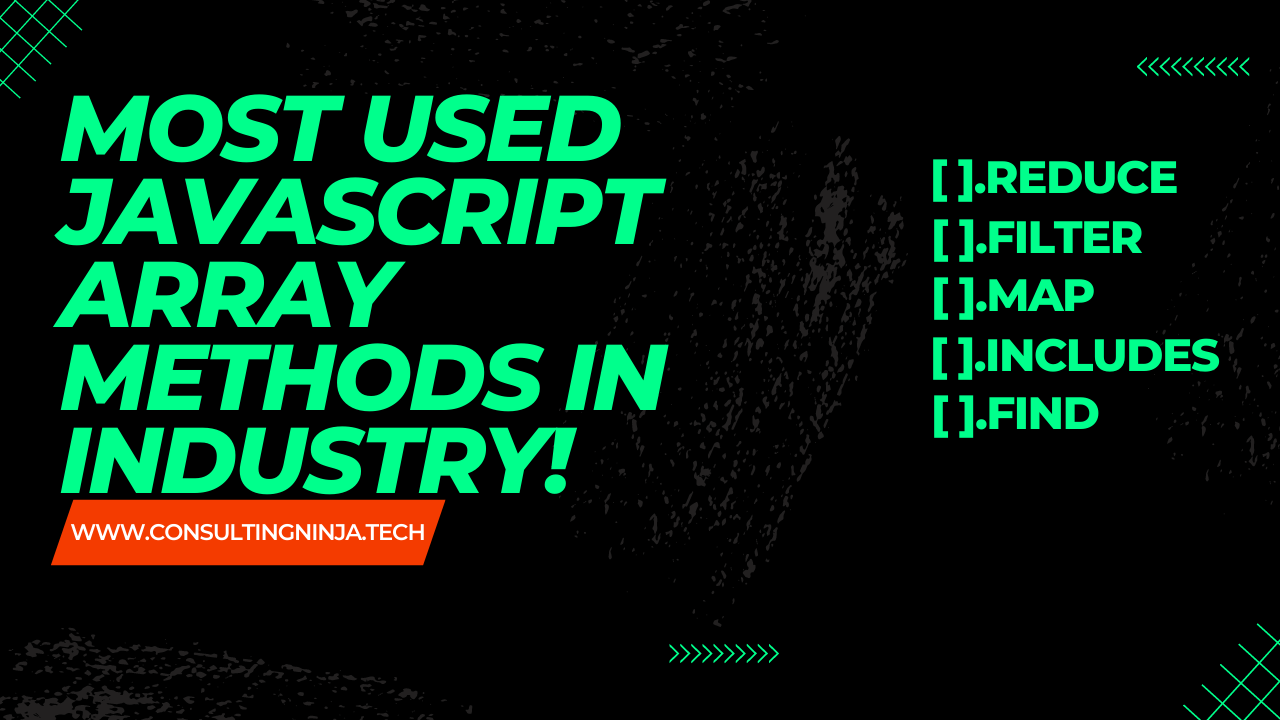 MOST USED
JAVASCRIPT
ARRAY
METHODS IN
INDUSTRY!
WWW.CONSULTINGNINJA.TECH
[ ].REDUCE
[ ].FILTER
[ ].MAP
[ ].INCLUDES
[ ].FIND